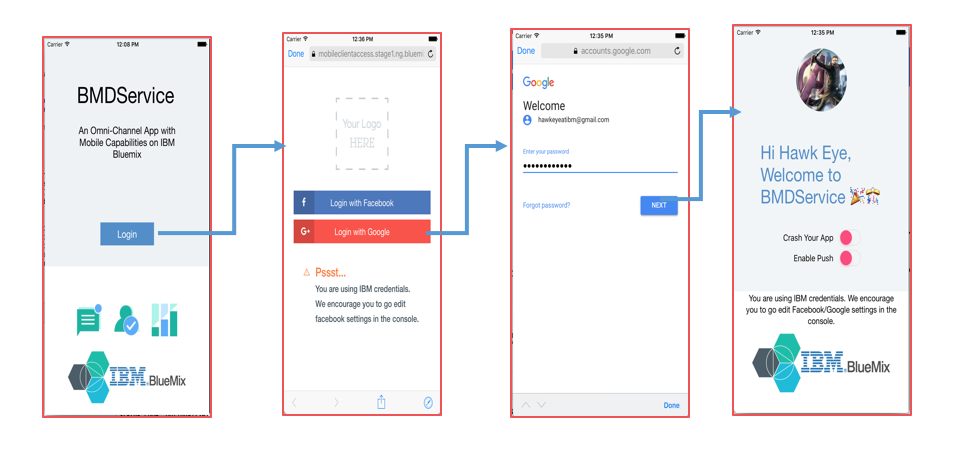 Carrier 12:08 PM
BMDService
An Omni-Channel App with
Mobile Capabilities on IBM
Bluemix
Login
IBM. BlueMix
Carrier 12:36 PM
Done mobileclientaccess.stage1.ng.bluemi
Your Logo
HERE
f Login with Facebook
G+ Login with Google
Pssst...
You are using IBM credentials.
We encourage you to go edit
facebook settings in the console.
Carrier 12:35 PM
Done accounts.google.com
Google
Welcome
hawkeyeatibm@gmail.com
Enter your password
••••••••••••
Forgot password? NEXT
Done
Carrier 12:35 PM
Hi Hawk Eye,
Welcome to
BMDService 🎉🎊
Crash Your App
Enable Push
You are using IBM credentials. We encourage
you to go edit Facebook/Google settings in the
console.
IBM. BlueMix